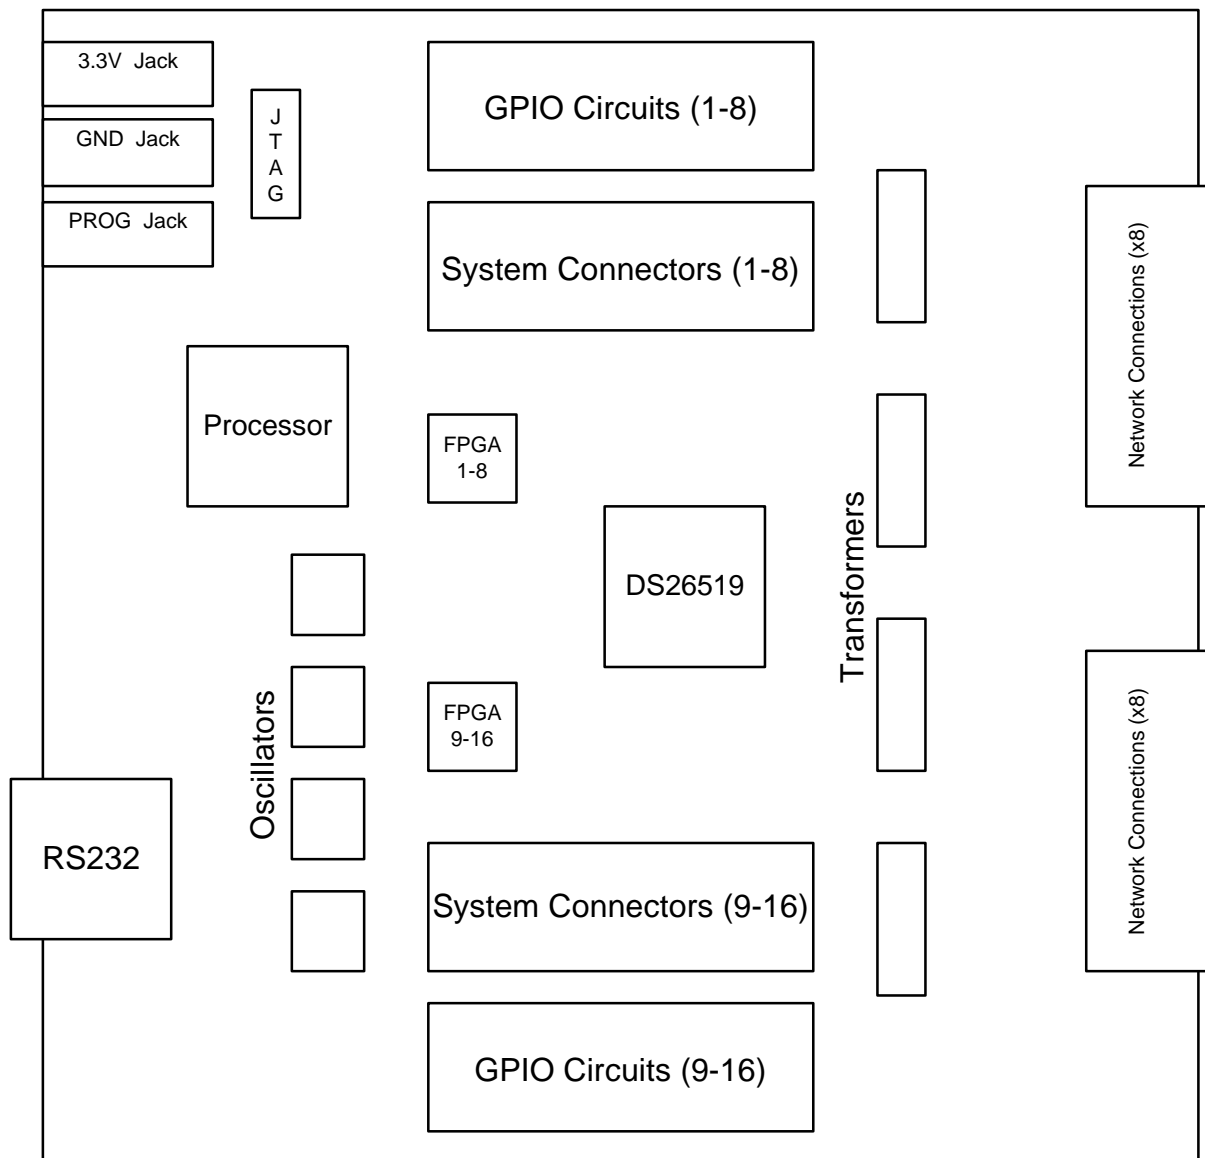 3.3V Jack
GND Jack
PROG Jack
J
T
A
G
GPIO Circuits (1-8)
System Connectors (1-8)
Network Connections (x8)
Processor
FPGA
1-8
DS26519
Transformers
Oscillators
FPGA
9-16
Network Connections (x8)
RS232
System Connectors (9-16)
GPIO Circuits (9-16)